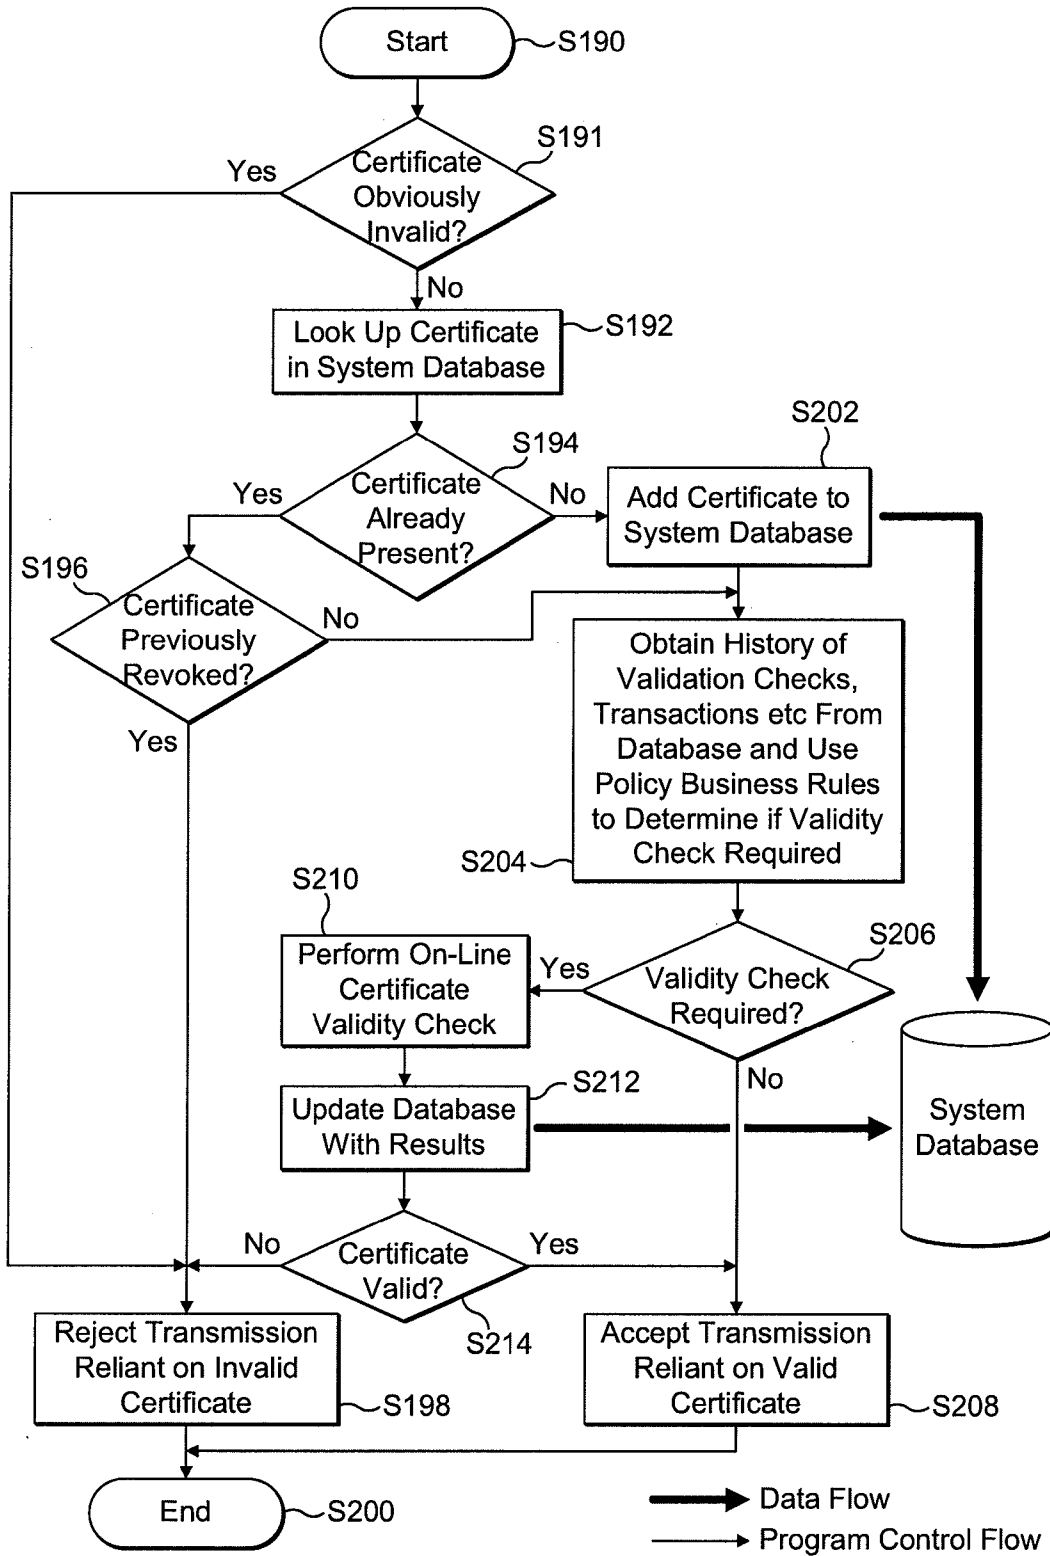 Start
S190
S191
Yes
Certificate
Obviously
Invalid?
No
Look Up Certificate
in System Database
S192
S202
S194
Yes
Certificate
Already
Present?
No
Add Certificate to
System Database
S196
Certificate
Previously
Revoked?
No
Yes
Obtain History of
Validation Checks,
Transactions etc From
Database and Use
Policy Business Rules
to Determine if Validity
Check Required
S204
S210
S206
Perform On-Line
Certificate
Validity Check
Yes
Validity Check
Required?
No
S212
Update Database
With Results
System
Database
No
Certificate
Valid?
Yes
S214
Reject Transmission
Reliant on Invalid
Certificate
S198
Accept Transmission
Reliant on Valid
Certificate
S208
End
S200
Data Flow
Program Control Flow